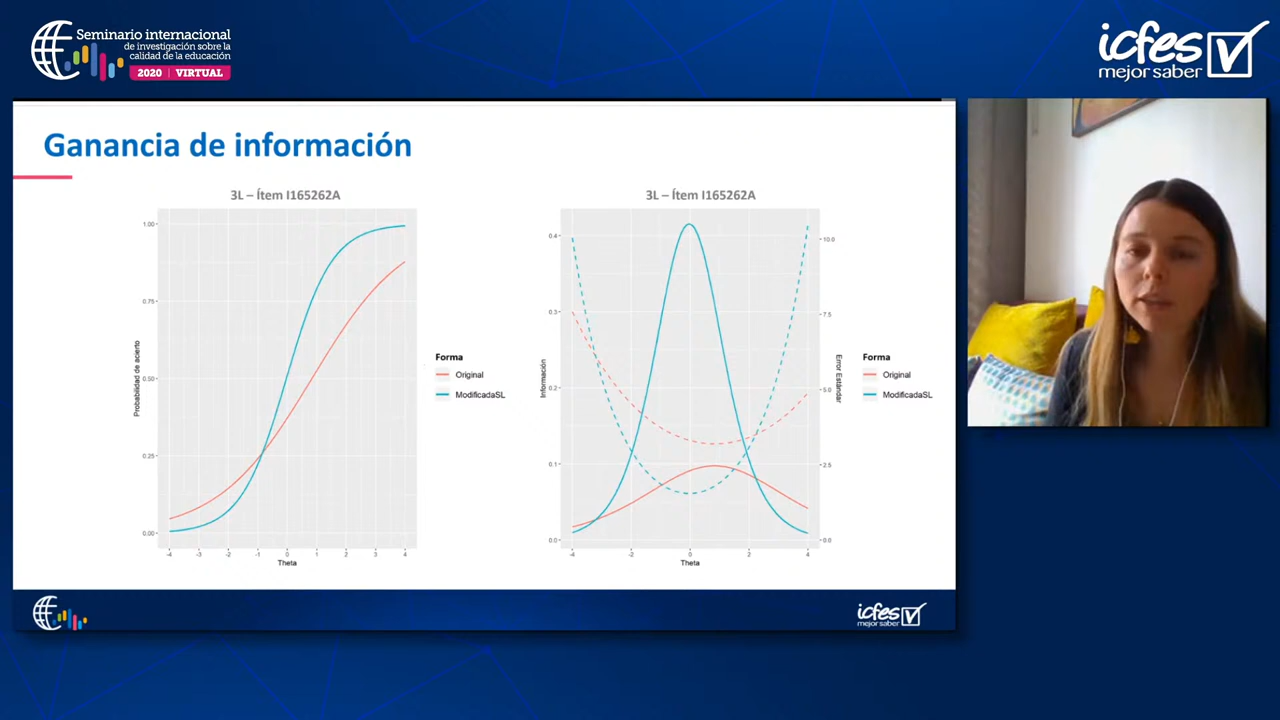 Seminario internacional
de investigación sobre la
calidad de la educación
2020 | VIRTUAL
icfes
mejor saber
Ganancia de información
3L – Ítem I165262A
1.00
0.75
0.50
0.25
0.00
Probabilidad de acierto
-4 -3 -2 -1 0 1 2 3 4
Theta
Forma
Original
ModificadaSL
3L – Ítem I165262A
0.4
0.3
0.2
0.1
0.0
Información
10.0
7.5
5.0
2.5
0.0
Error Estándar
-4 -2 0 2 4
Theta
Forma
Original
ModificadaSL
icfes
mejor saber